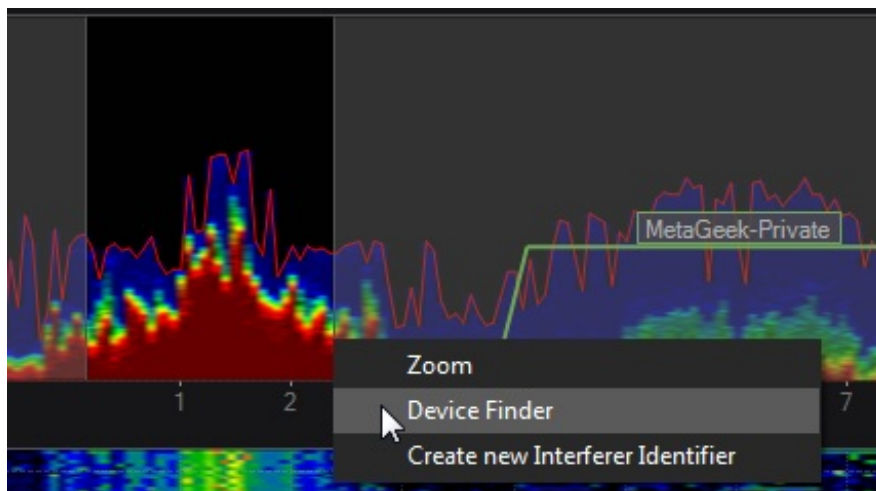 MetaGeek-Private
Zoom
1 2 7
Device Finder
Create new Interferer Identifier